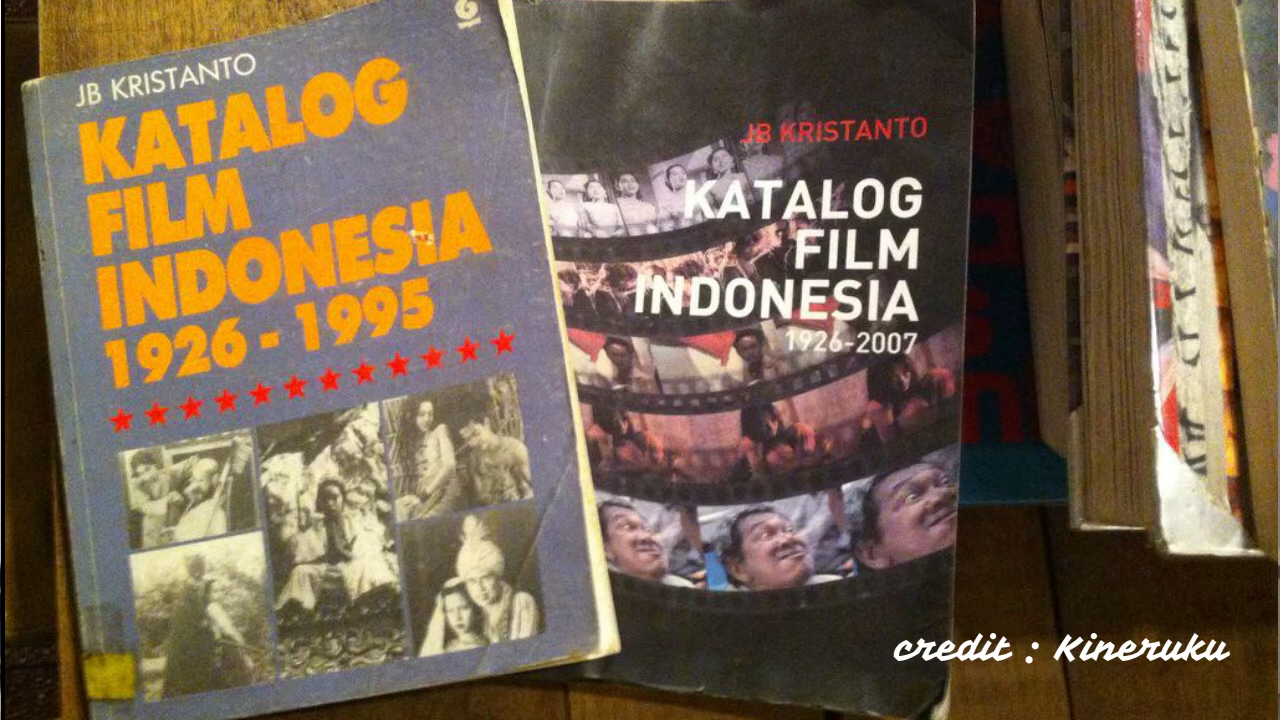 JB KRISTANTO
KATALOG
FILM
INDONESIA
1926 - 1995
JB KRISTANTO
KATALOG
FILM
INDONESIA
1926-2007
credit : Kineruku